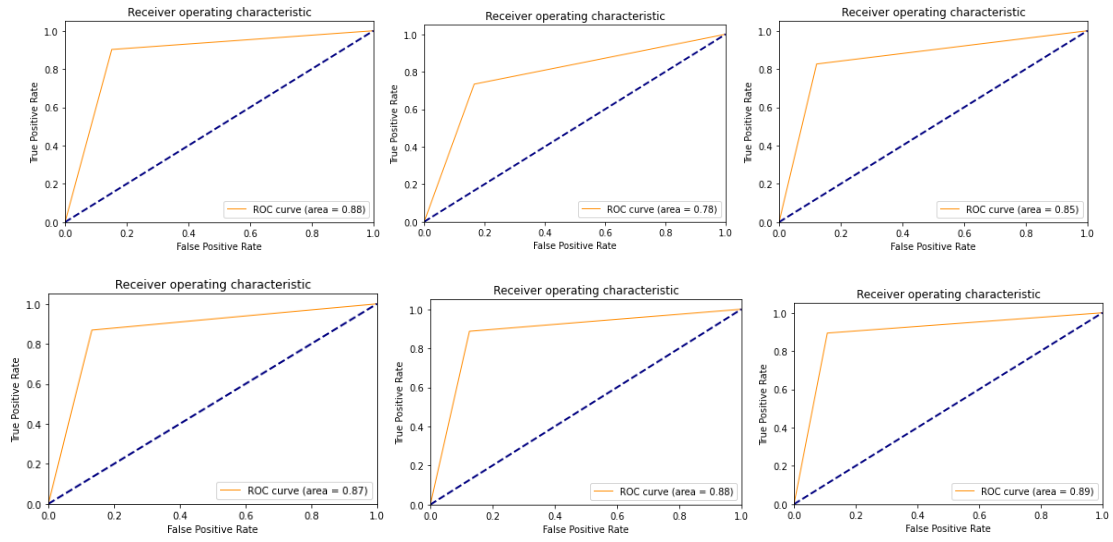 Receiver operating characteristic
True Positive Rate
1.0
0.8
0.6
0.4
0.2
0.0
ROC curve (area = 0.88)
0.0 0.2 0.4 0.6 0.8 1.0
False Positive Rate
Receiver operating characteristic
True Positive Rate
1.0
0.8
0.6
0.4
0.2
0.0
ROC curve (area = 0.78)
0.0 0.2 0.4 0.6 0.8 1.0
False Positive Rate
Receiver operating characteristic
True Positive Rate
1.0
0.8
0.6
0.4
0.2
0.0
ROC curve (area = 0.85)
0.0 0.2 0.4 0.6 0.8 1.0
False Positive Rate
Receiver operating characteristic
True Positive Rate
1.0
0.8
0.6
0.4
0.2
0.0
ROC curve (area = 0.87)
0.0 0.2 0.4 0.6 0.8 1.0
False Positive Rate
Receiver operating characteristic
True Positive Rate
1.0
0.8
0.6
0.4
0.2
0.0
ROC curve (area = 0.88)
0.0 0.2 0.4 0.6 0.8 1.0
False Positive Rate
Receiver operating characteristic
True Positive Rate
1.0
0.8
0.6
0.4
0.2
0.0
ROC curve (area = 0.89)
0.0 0.2 0.4 0.6 0.8 1.0
False Positive Rate